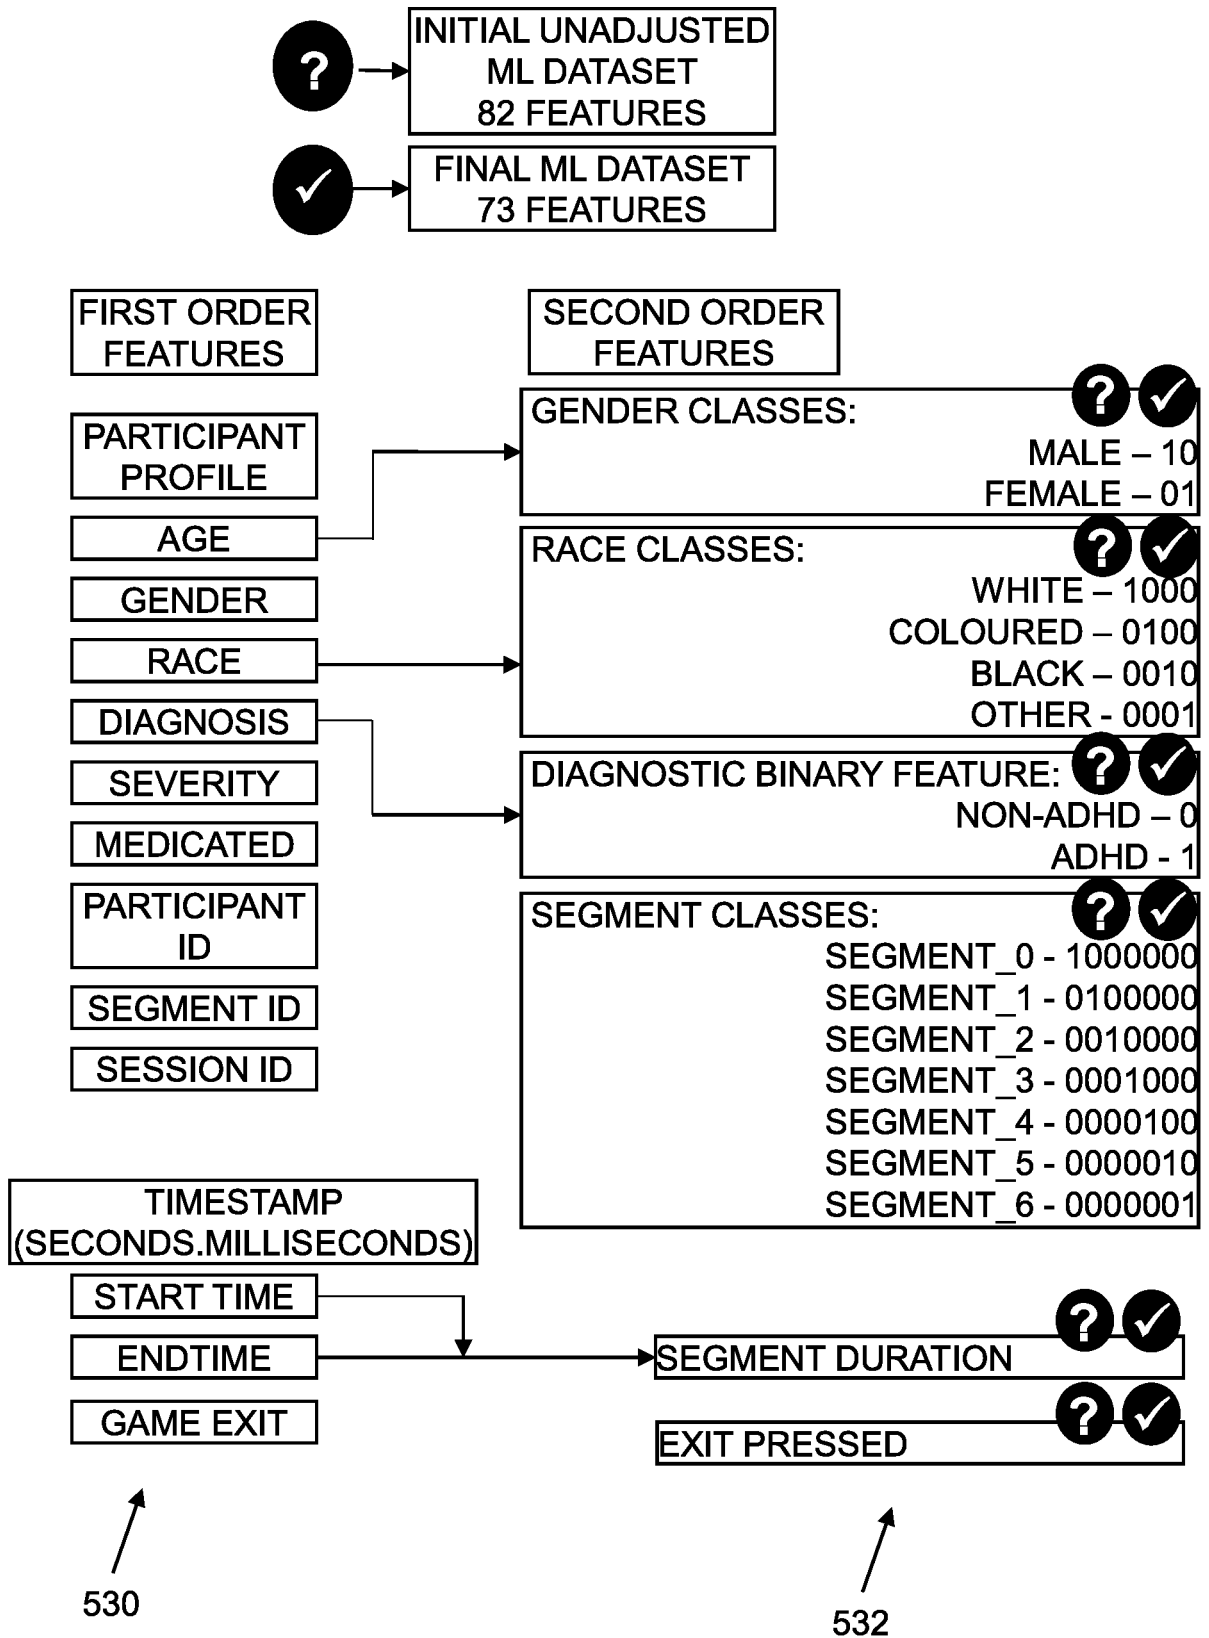 ?
INITIAL UNADJUSTED
ML DATASET
82 FEATURES
FINAL ML DATASET
73 FEATURES
FIRST ORDER
FEATURES
PARTICIPANT
PROFILE
AGE
GENDER
RACE
DIAGNOSIS
SEVERITY
MEDICATED
PARTICIPANT
ID
SEGMENT ID
SESSION ID
TIMESTAMP
(SECONDS.MILLISECONDS)
START TIME
ENDTIME
GAME EXIT
530
SECOND ORDER
FEATURES
?
GENDER CLASSES:
MALE – 10
FEMALE – 01
?
RACE CLASSES:
WHITE – 1000
COLOURED – 0100
BLACK – 0010
OTHER - 0001
?
DIAGNOSTIC BINARY FEATURE:
NON-ADHD – 0
ADHD - 1
?
SEGMENT CLASSES:
SEGMENT_0 - 1000000
SEGMENT_1 - 0100000
SEGMENT_2 - 0010000
SEGMENT_3 - 0001000
SEGMENT_4 - 0000100
SEGMENT_5 - 0000010
SEGMENT_6 - 0000001
?
SEGMENT DURATION
?
EXIT PRESSED
532